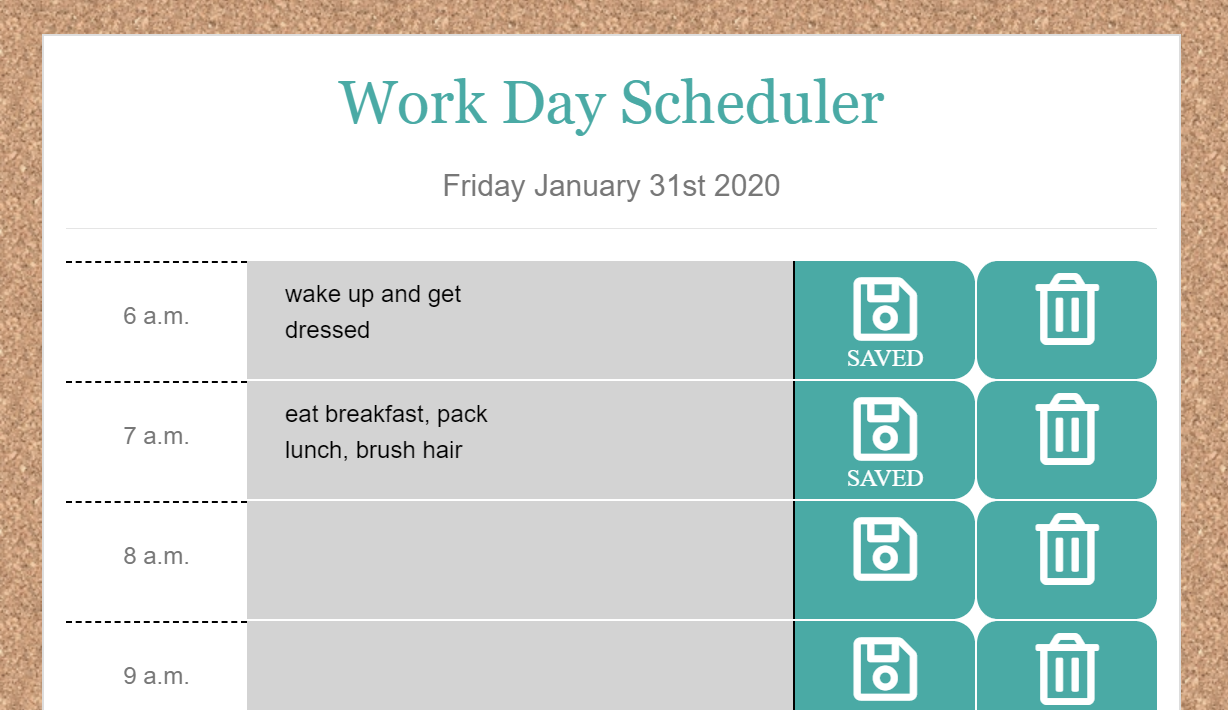 Work Day Scheduler
Friday January 31st 2020
6 a.m.
wake up and get
dressed
SAVED
7 a.m.
eat breakfast, pack
lunch, brush hair
SAVED
8 a.m.
9 a.m.